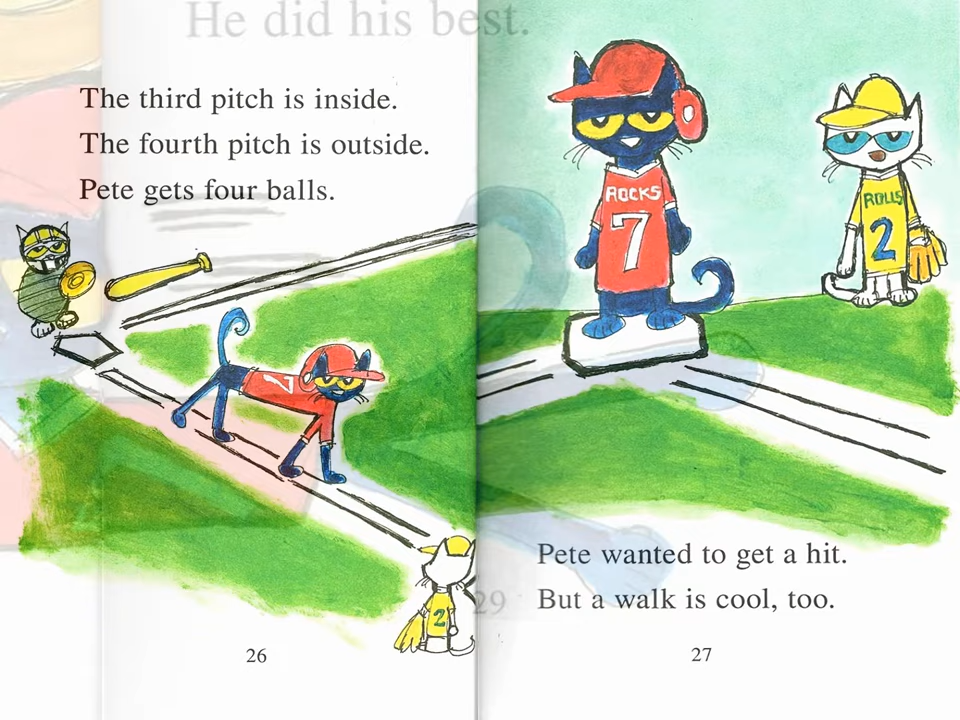 He did his best.
The third pitch is inside.
The fourth pitch is outside.
Pete gets four balls.
7
2
26
ROCKS
7
ROLLS
2
29
Pete wanted to get a hit.
But a walk is cool, too.
27